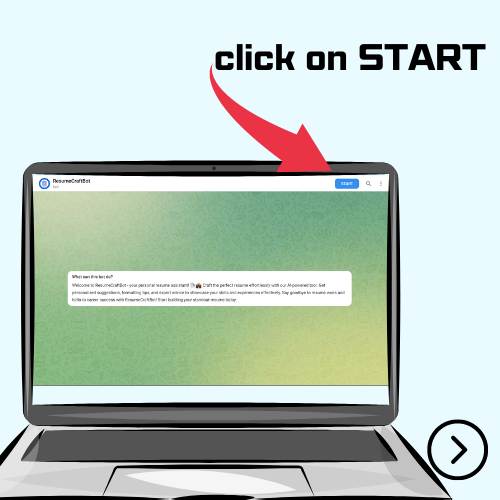 click on START
ResumeCraftBot
bot
START
What can this bot do?
Welcome to ResumeCraftBot - your personal resume assistant! Craft the perfect resume effortlessly with our AI-powered tool. Get
personalized suggestions, formatting tips, and expert advice to showcase your skills and experiences effectively. Say goodbye to resume woes and
hello to career success with ResumeCraftBot! Start building your standout resume today